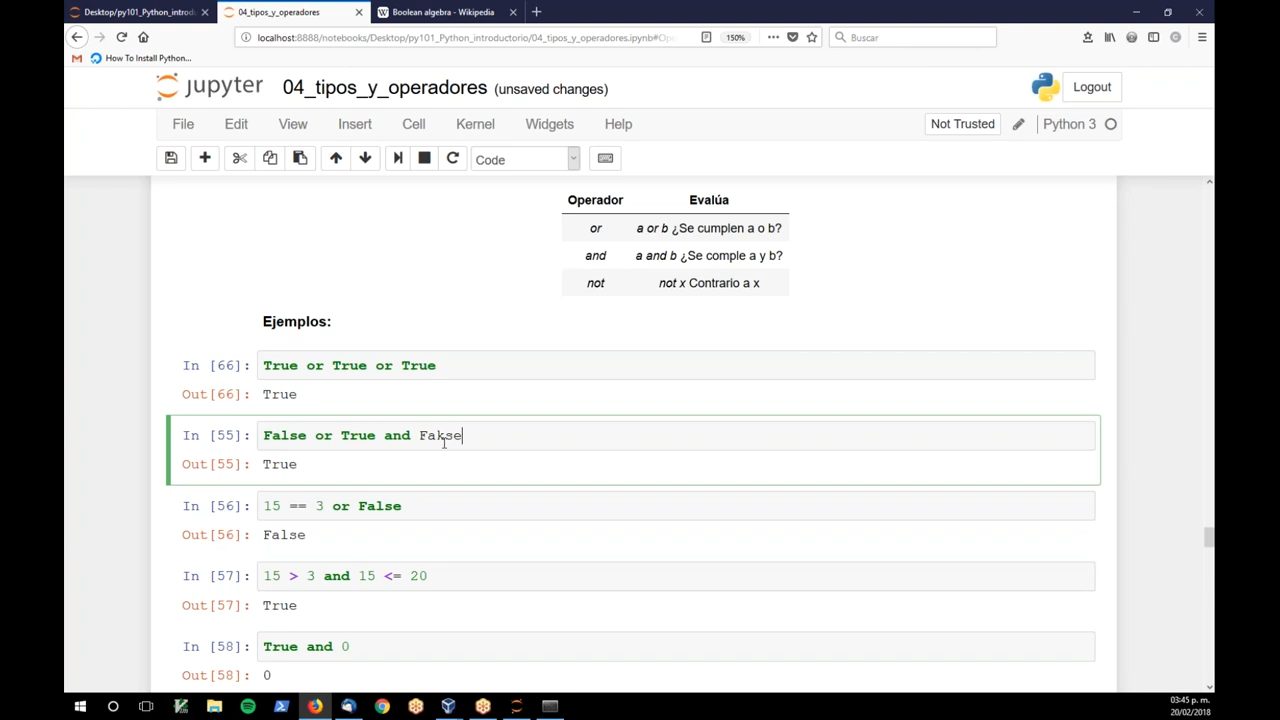 Desktop/py101_Python_introdu
04_tipos_y_operadores
Boolean algebra - Wikipedia
localhost:8888/notebooks/Desktop/py101_Python_introductorio/04_tipos_y_operadores.ipynb#Ope
150%
Buscar
How To Install Python...
jupyter
04_tipos_y_operadores (unsaved changes)
Logout
File Edit View Insert Cell Kernel Widgets Help
Not Trusted
Python 3
Code
Operador Evalúa
or a or b ¿Se cumplen a o b?
and a and b ¿Se comple a y b?
not not x Contrario a x
Ejemplos:
In [66]: True or True or True
Out[66]: True
In [55]: False or True and Fakse
Out[55]: True
In [56]: 15 == 3 or False
Out[56]: False
In [57]: 15 > 3 and 15 <= 20
Out[57]: True
In [58]: True and 0
Out[58]: 0
03:45 p. m.
20/02/2018